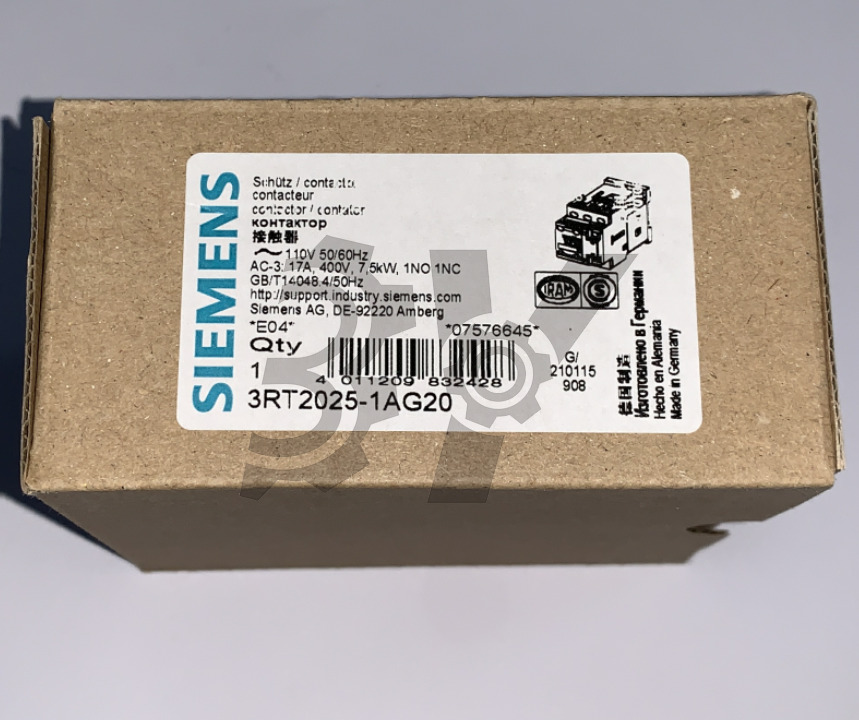 SIEMENS
Schütz / contactor
contacteur
contactor / contator
контактор
接触器
~ 110V 50/60Hz
AC-3: 17A, 400V, 7,5kW, 1NO 1NC
GB/T14048.4/50Hz
http://support.industry.siemens.com
Siemens AG, DE-92220 Amberg
*E04* *07576645*
Qty
1
4 011209 832428
3RT2025-1AG20
G/
210115
908
IRAM S
德国制造
Изготовлено в Германии
Hecho en Alemania
Made in Germany